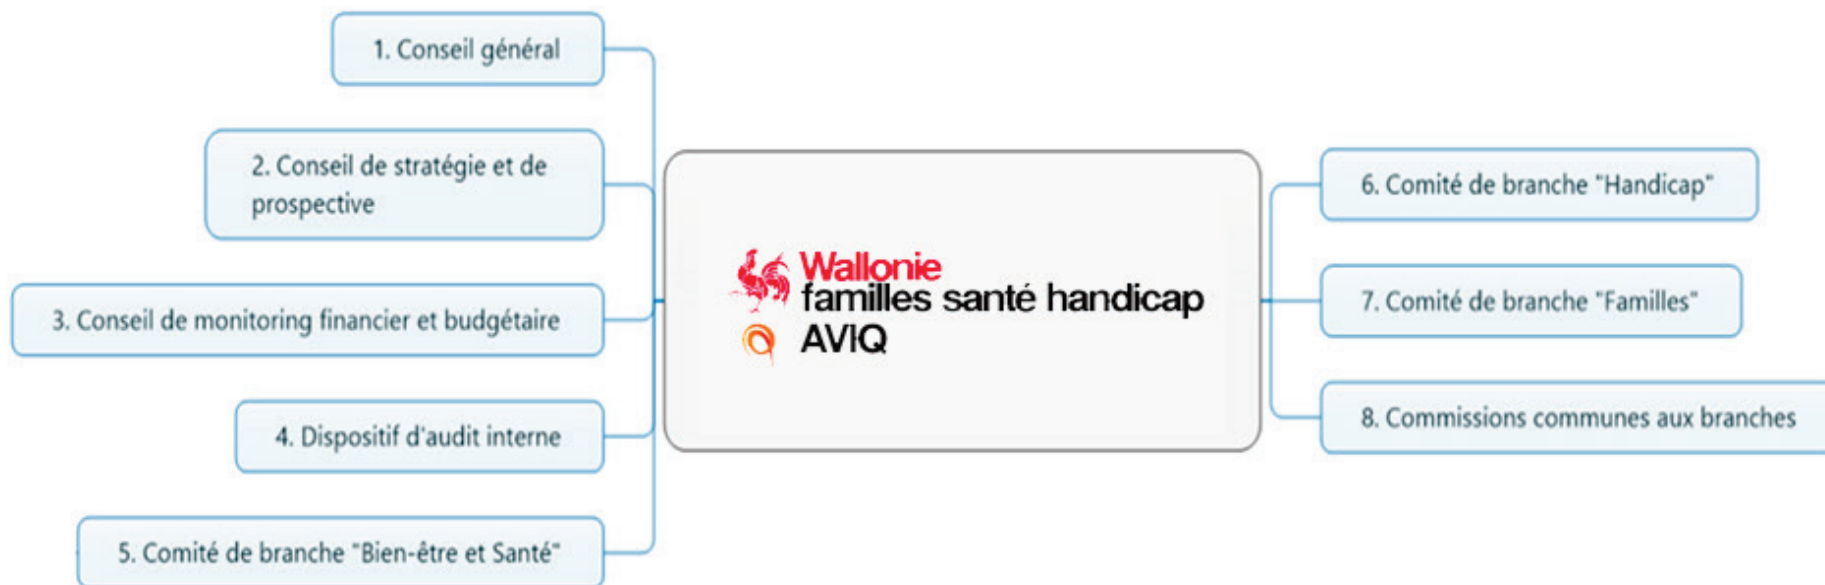 1. Conseil général
2. Conseil de stratégie et de
prospective
3. Conseil de monitoring financier et budgétaire
4. Dispositif d'audit interne
5. Comité de branche "Bien-être et Santé"
Wallonie
familles santé handicap
AVIQ
6. Comité de branche "Handicap"
7. Comité de branche "Familles"
8. Commissions communes aux branches